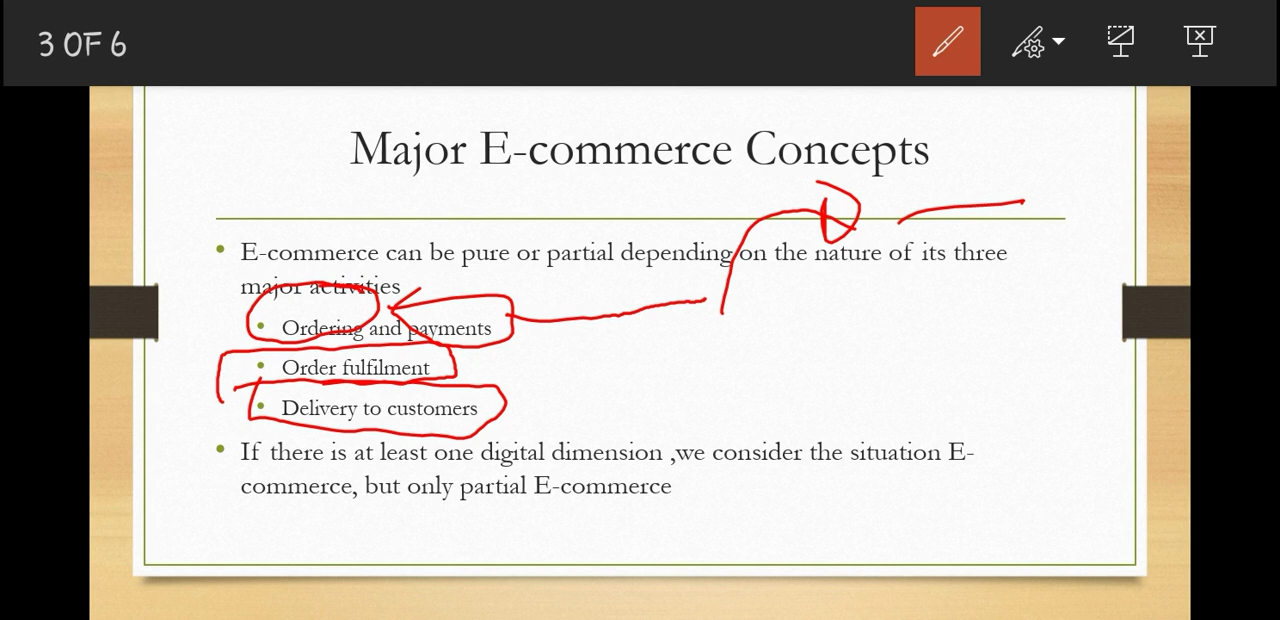 3 OF 6
Major E-commerce Concepts
• E-commerce can be pure or partial depending on the nature of its three
major activities
• Ordering and payments
• Order fulfilment
• Delivery to customers
• If there is at least one digital dimension ,we consider the situation E-
commerce, but only partial E-commerce